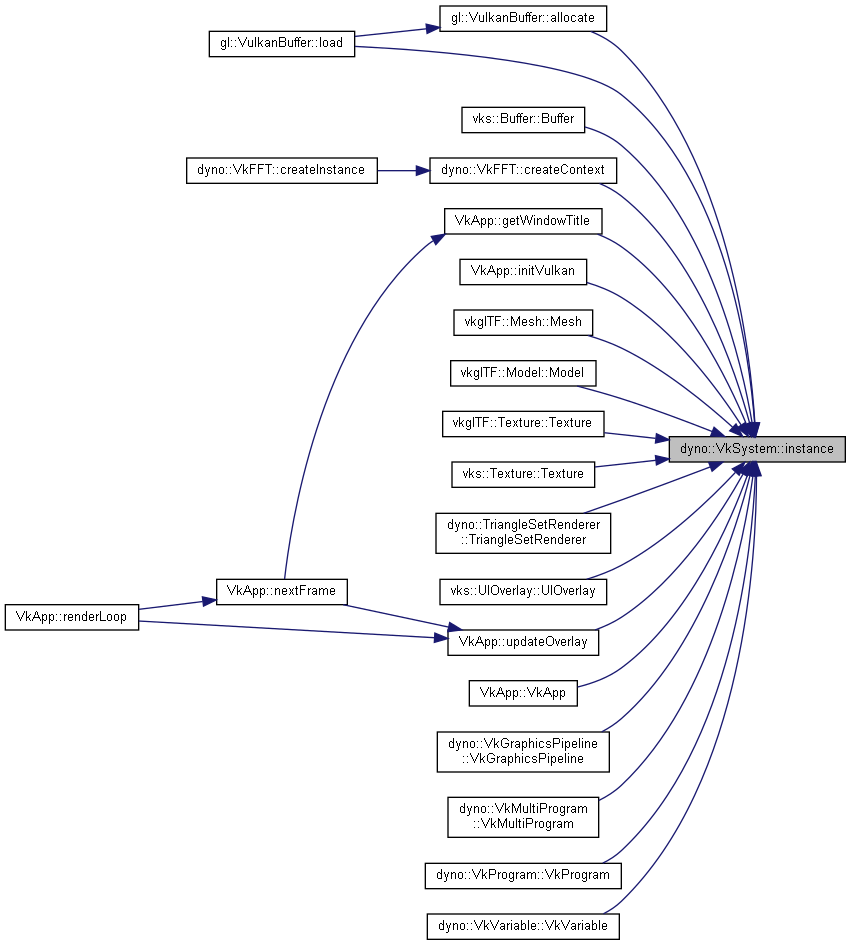 gl::VulkanBuffer::allocate
gl::VulkanBuffer::load
vks::Buffer::Buffer
dyno::VkFFT::createInstance
dyno::VkFFT::createContext
VkApp::getWindowTitle
VkApp::initVulkan
vkglTF::Mesh::Mesh
vkglTF::Model::Model
vkglTF::Texture::Texture
dyno::VkSystem::instance
vks::Texture::Texture
dyno::TriangleSetRenderer
::TriangleSetRenderer
vks::UIOverlay::UIOverlay
VkApp::nextFrame
VkApp::renderLoop
VkApp::updateOverlay
VkApp::VkApp
dyno::VkGraphicsPipeline
::VkGraphicsPipeline
dyno::VkMultiProgram
::VkMultiProgram
dyno::VkProgram::VkProgram
dyno::VkVariable::VkVariable